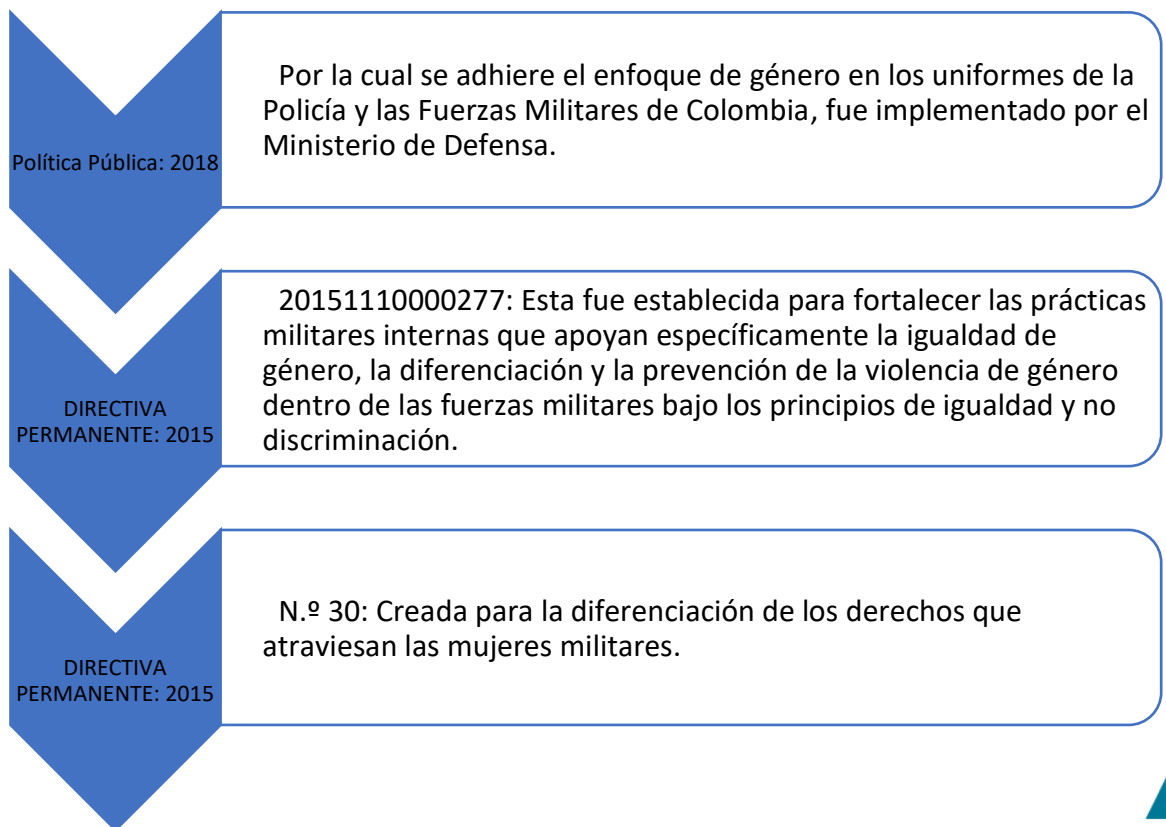 Política Pública: 2018
Por la cual se adhiere el enfoque de género en los uniformes de la
Policía y las Fuerzas Militares de Colombia, fue implementado por el
Ministerio de Defensa.
DIRECTIVA
PERMANENTE: 2015
20151110000277: Esta fue establecida para fortalecer las prácticas
militares internas que apoyan específicamente la igualdad de
género, la diferenciación y la prevención de la violencia de género
dentro de las fuerzas militares bajo los principios de igualdad y no
discriminación.
DIRECTIVA
PERMANENTE: 2015
N.º 30: Creada para la diferenciación de los derechos que
atraviesan las mujeres militares.